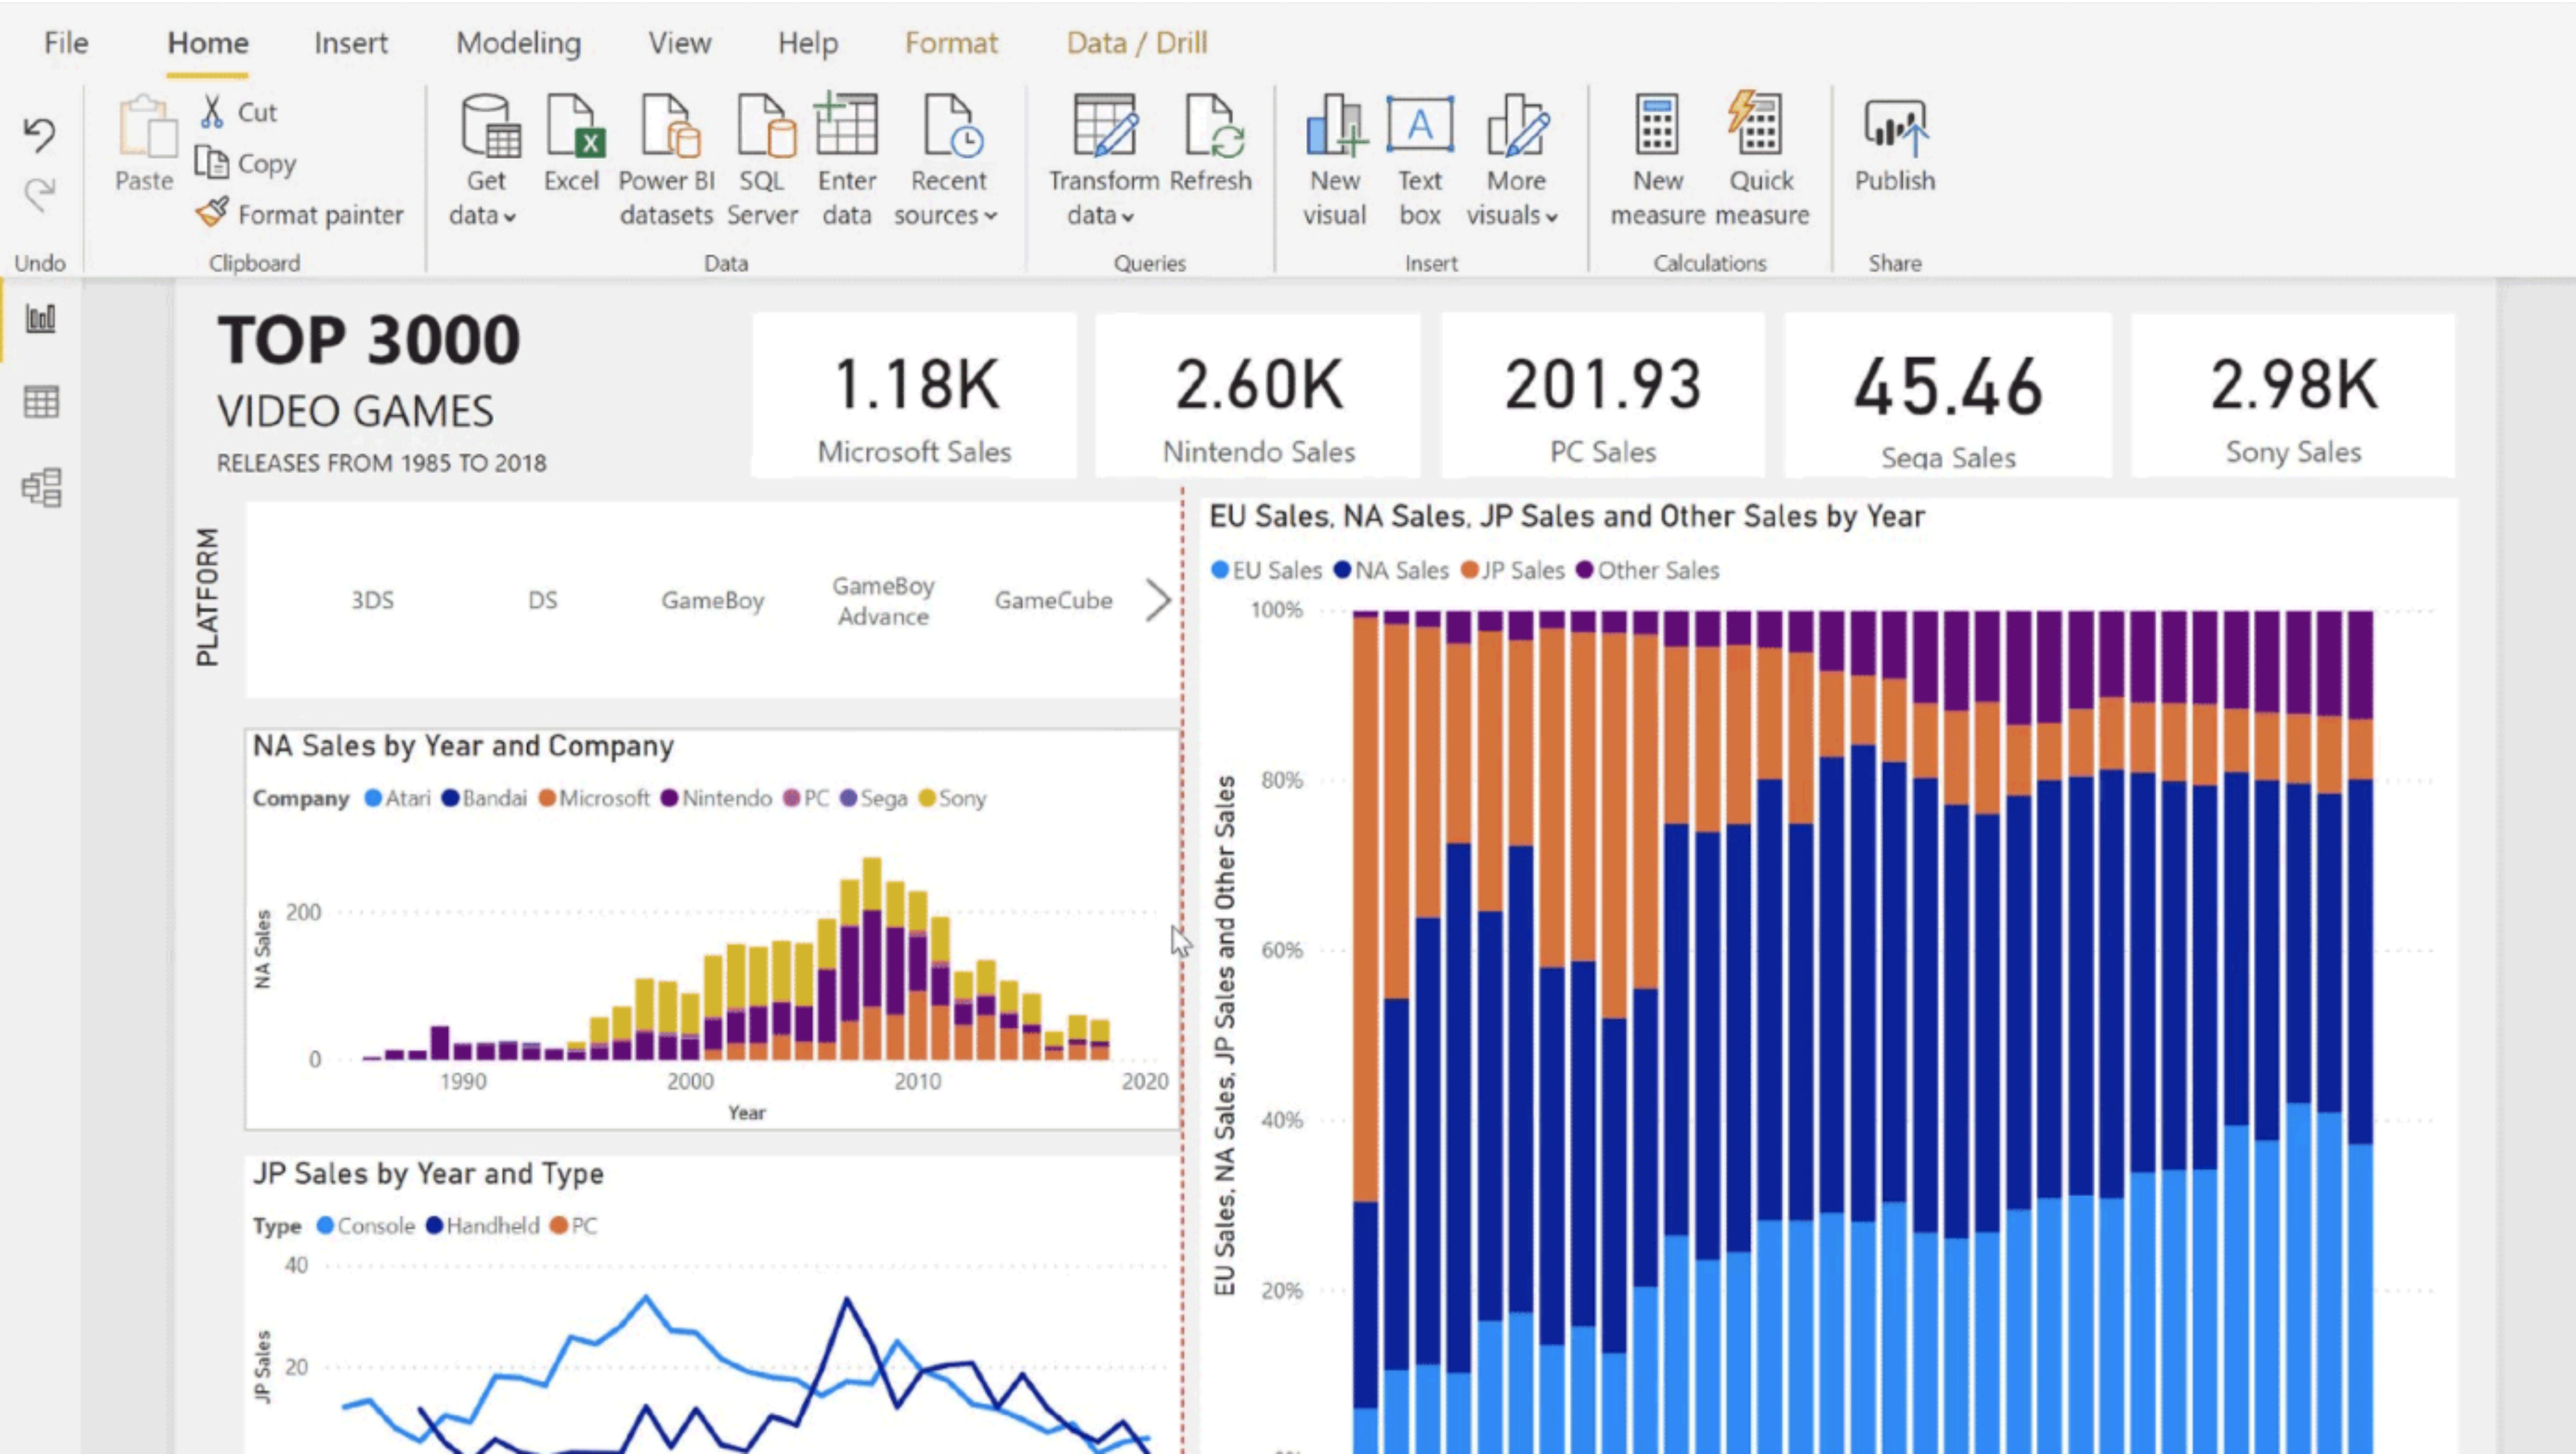 File Home Insert Modeling View Help Format Data / Drill
Undo
Paste
Cut
Copy
Format painter
Clipboard
Get data
Excel
Power BI datasets
SQL Server
Enter data
Recent sources
Data
Transform data
Refresh
Queries
New visual
Text box
More visuals
Insert
New measure
Quick measure
Calculations
Publish
Share
TOP 3000
VIDEO GAMES
RELEASES FROM 1985 TO 2018
1.18K
Microsoft Sales
2.60K
Nintendo Sales
201.93
PC Sales
45.46
Sega Sales
2.98K
Sony Sales
PLATFORM
3DS
DS
GameBoy
GameBoy
Advance
GameCube
NA Sales by Year and Company
Company Atari Bandai Microsoft Nintendo PC Sega Sony
NA Sales
200
0
1990 2000 2010 2020
Year
JP Sales by Year and Type
Type Console Handheld PC
JP Sales
40
20
EU Sales, NA Sales, JP Sales and Other Sales by Year
EU Sales NA Sales JP Sales Other Sales
EU Sales, NA Sales, JP Sales and Other Sales
100%
80%
60%
40%
20%